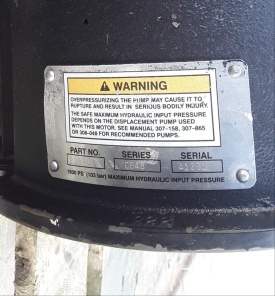 WARNING
OVERPRESSURIZING THE PUMP MAY CAUSE IT TO
RUPTURE AND RESULT IN SERIOUS BODILY INJURY.
THE SAFE MAXIMUM HYDRAULIC INPUT PRESSURE
DEPENDS ON THE DISPLACEMENT PUMP USED
WITH THIS MOTOR. SEE MANUAL 307-158, 307-865
OR 308-048 FOR RECOMMENDED PUMPS.
PART NO. SERIES SERIAL
1500 PSI (103 bar) MAXIMUM HYDRAULIC INPUT PRESSURE